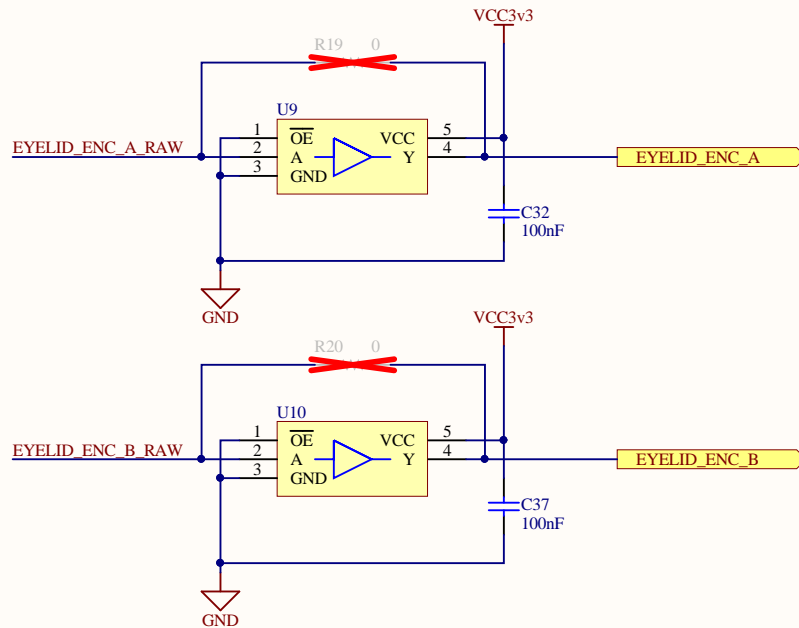 VCC3v3
R19 0
U9
1 OE VCC 5
EYELID_ENC_A_RAW 2 A Y 4 EYELID_ENC_A
3 GND
C32
100nF
GND
VCC3v3
R20 0
U10
1 OE VCC 5
EYELID_ENC_B_RAW 2 A Y 4 EYELID_ENC_B
3 GND
C37
100nF
GND